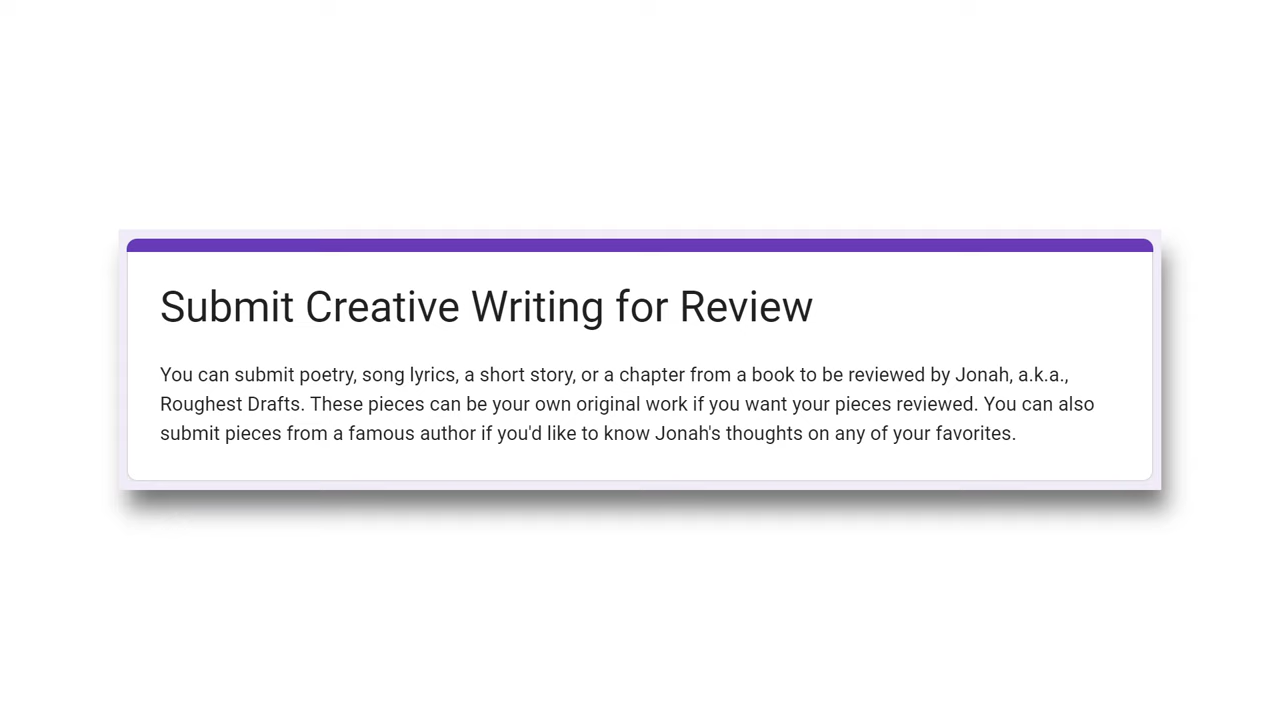 Submit Creative Writing for Review
You can submit poetry, song lyrics, a short story, or a chapter from a book to be reviewed by Jonah, a.k.a.,
Roughest Drafts. These pieces can be your own original work if you want your pieces reviewed. You can also
submit pieces from a famous author if you'd like to know Jonah's thoughts on any of your favorites.